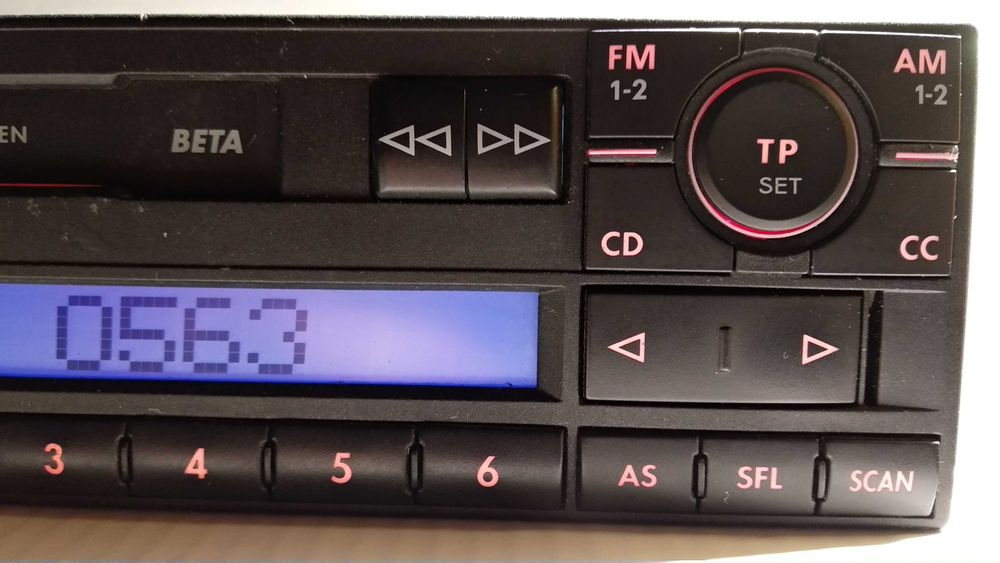 FM
1-2
AM
1-2
EN
BETA
TP
SET
CD
CC
0563
3
4
5
6
AS
SFL
SCAN